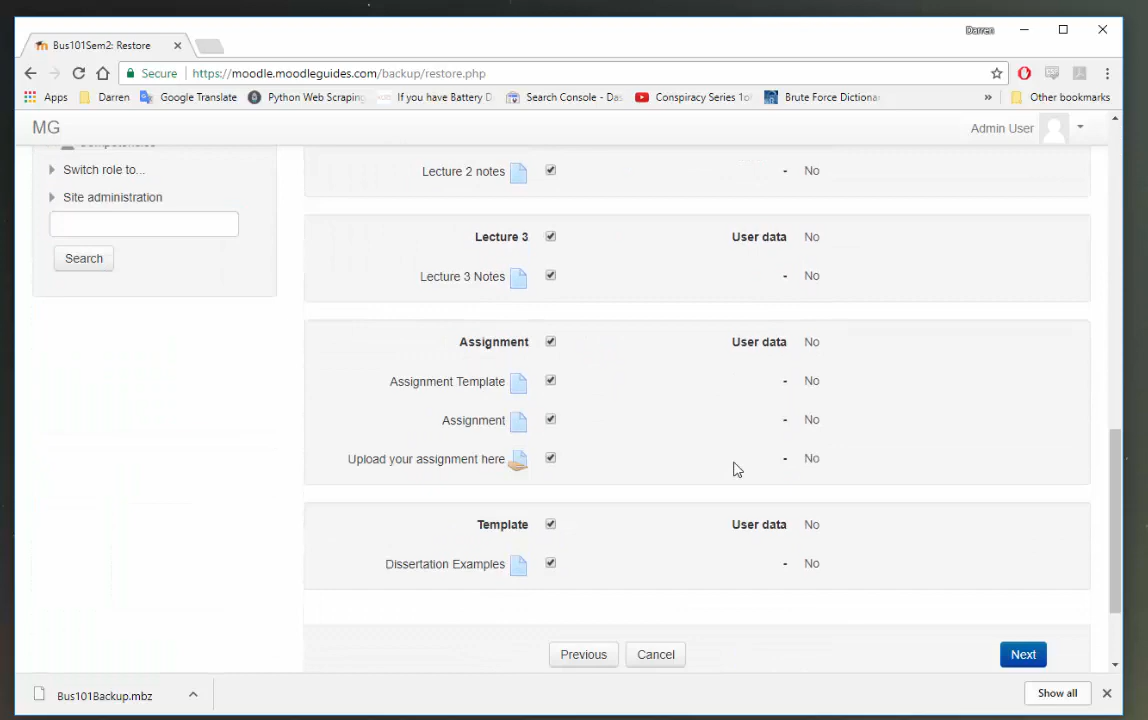 Darren
Bus101Sem2: Restore
Secure https://moodle.moodleguides.com/backup/restore.php
Apps Darren Google Translate Python Web Scraping If you have Battery D Search Console - Das Conspiracy Series 1o Brute Force Dictiona » Other bookmarks
MG Admin User
Switch role to...
Site administration
Search
Lecture 2 notes - No
Lecture 3 User data No
Lecture 3 Notes - No
Assignment User data No
Assignment Template - No
Assignment - No
Upload your assignment here - No
Template User data No
Dissertation Examples - No
Previous Cancel Next
Bus101Backup.mbz Show all